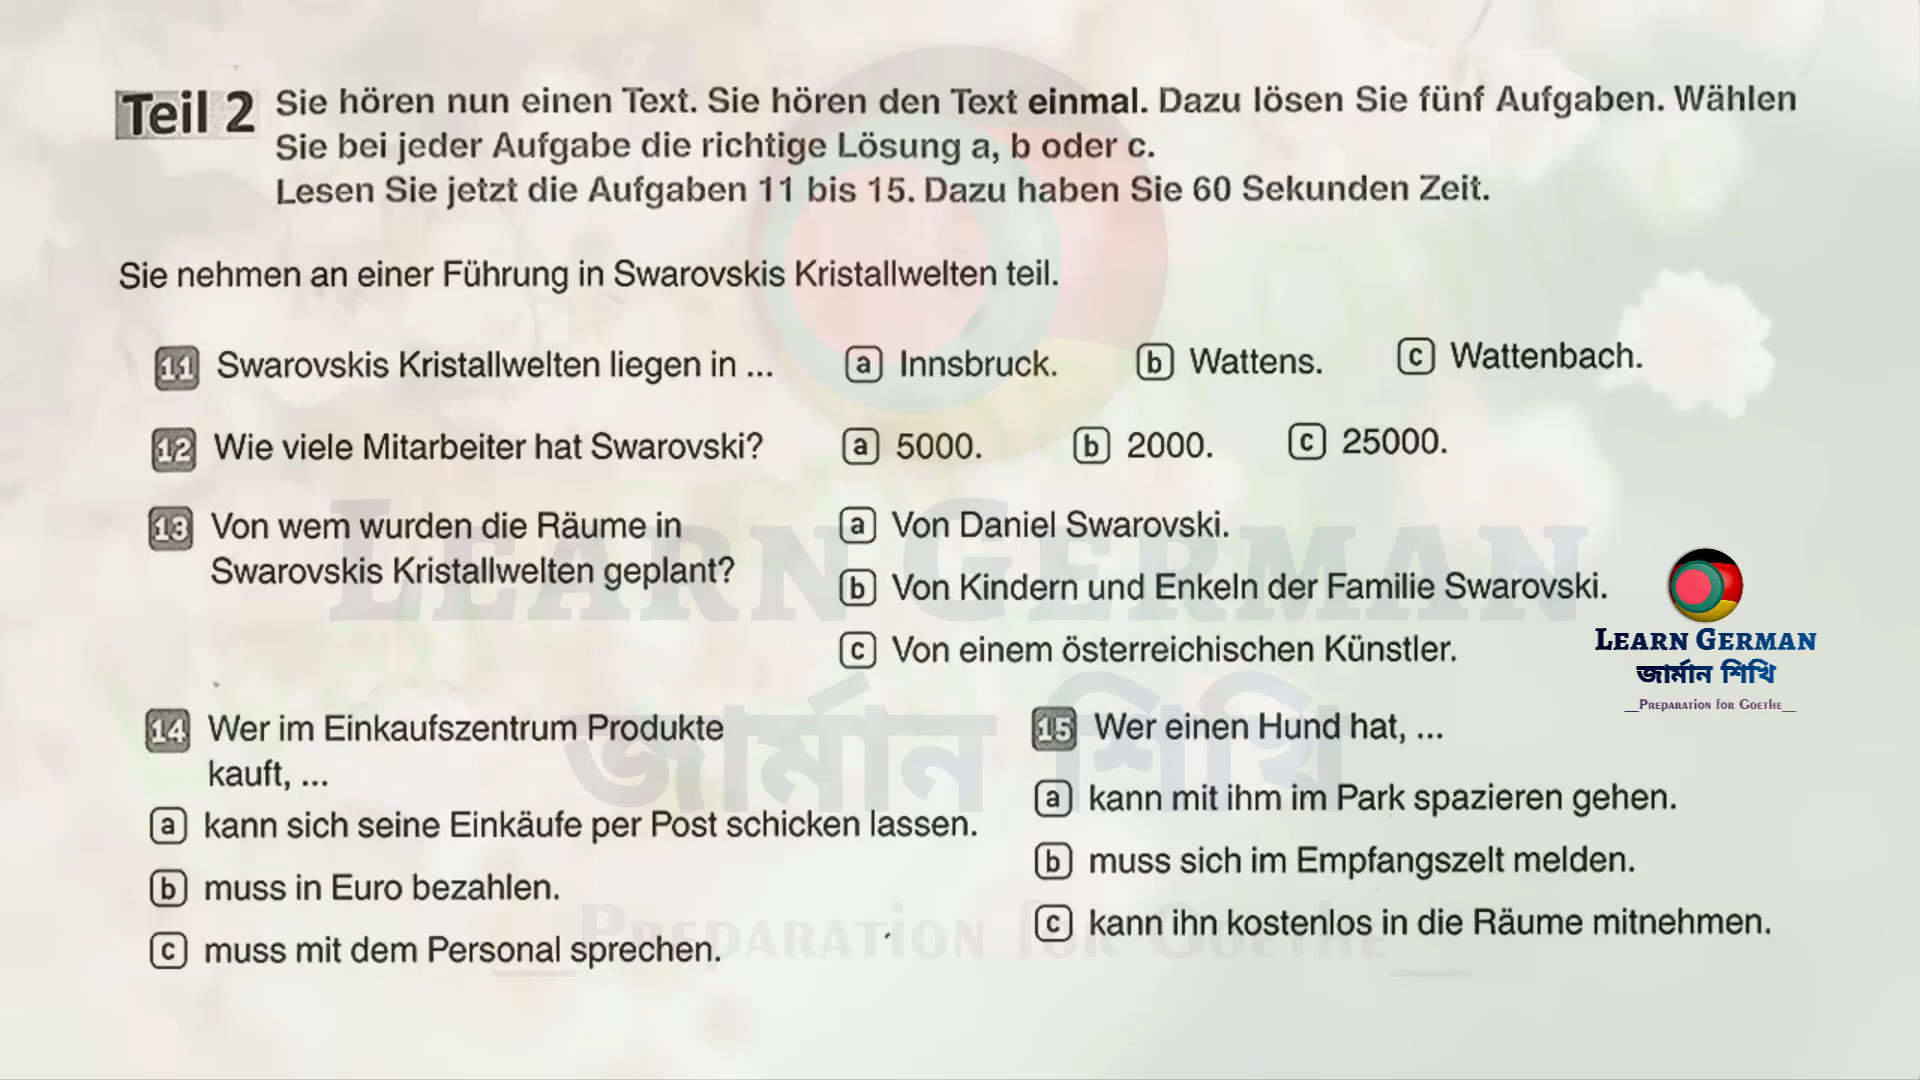 Teil 2 Sie hören nun einen Text. Sie hören den Text einmal. Dazu lösen Sie fünf Aufgaben. Wählen
Sie bei jeder Aufgabe die richtige Lösung a, b oder c.
Lesen Sie jetzt die Aufgaben 11 bis 15. Dazu haben Sie 60 Sekunden Zeit.
Sie nehmen an einer Führung in Swarovskis Kristallwelten teil.
11 Swarovskis Kristallwelten liegen in ... a Innsbruck. b Wattens. c Wattenbach.
12 Wie viele Mitarbeiter hat Swarovski? a 5000. b 2000. c 25000.
13 Von wem wurden die Räume in
Swarovskis Kristallwelten geplant?
a Von Daniel Swarovski.
b Von Kindern und Enkeln der Familie Swarovski.
c Von einem österreichischen Künstler.
14 Wer im Einkaufszentrum Produkte
kauft, ...
a kann sich seine Einkäufe per Post schicken lassen.
b muss in Euro bezahlen.
c muss mit dem Personal sprechen.
15 Wer einen Hund hat, ...
a kann mit ihm im Park spazieren gehen.
b muss sich im Empfangszelt melden.
c kann ihn kostenlos in die Räume mitnehmen.
LEARN GERMAN
জার্মান শিখি
__PREPARATION FOR GOETHE__
LEARN GERMAN
জার্মান শিখি
__PREPARATION FOR GOETHE__